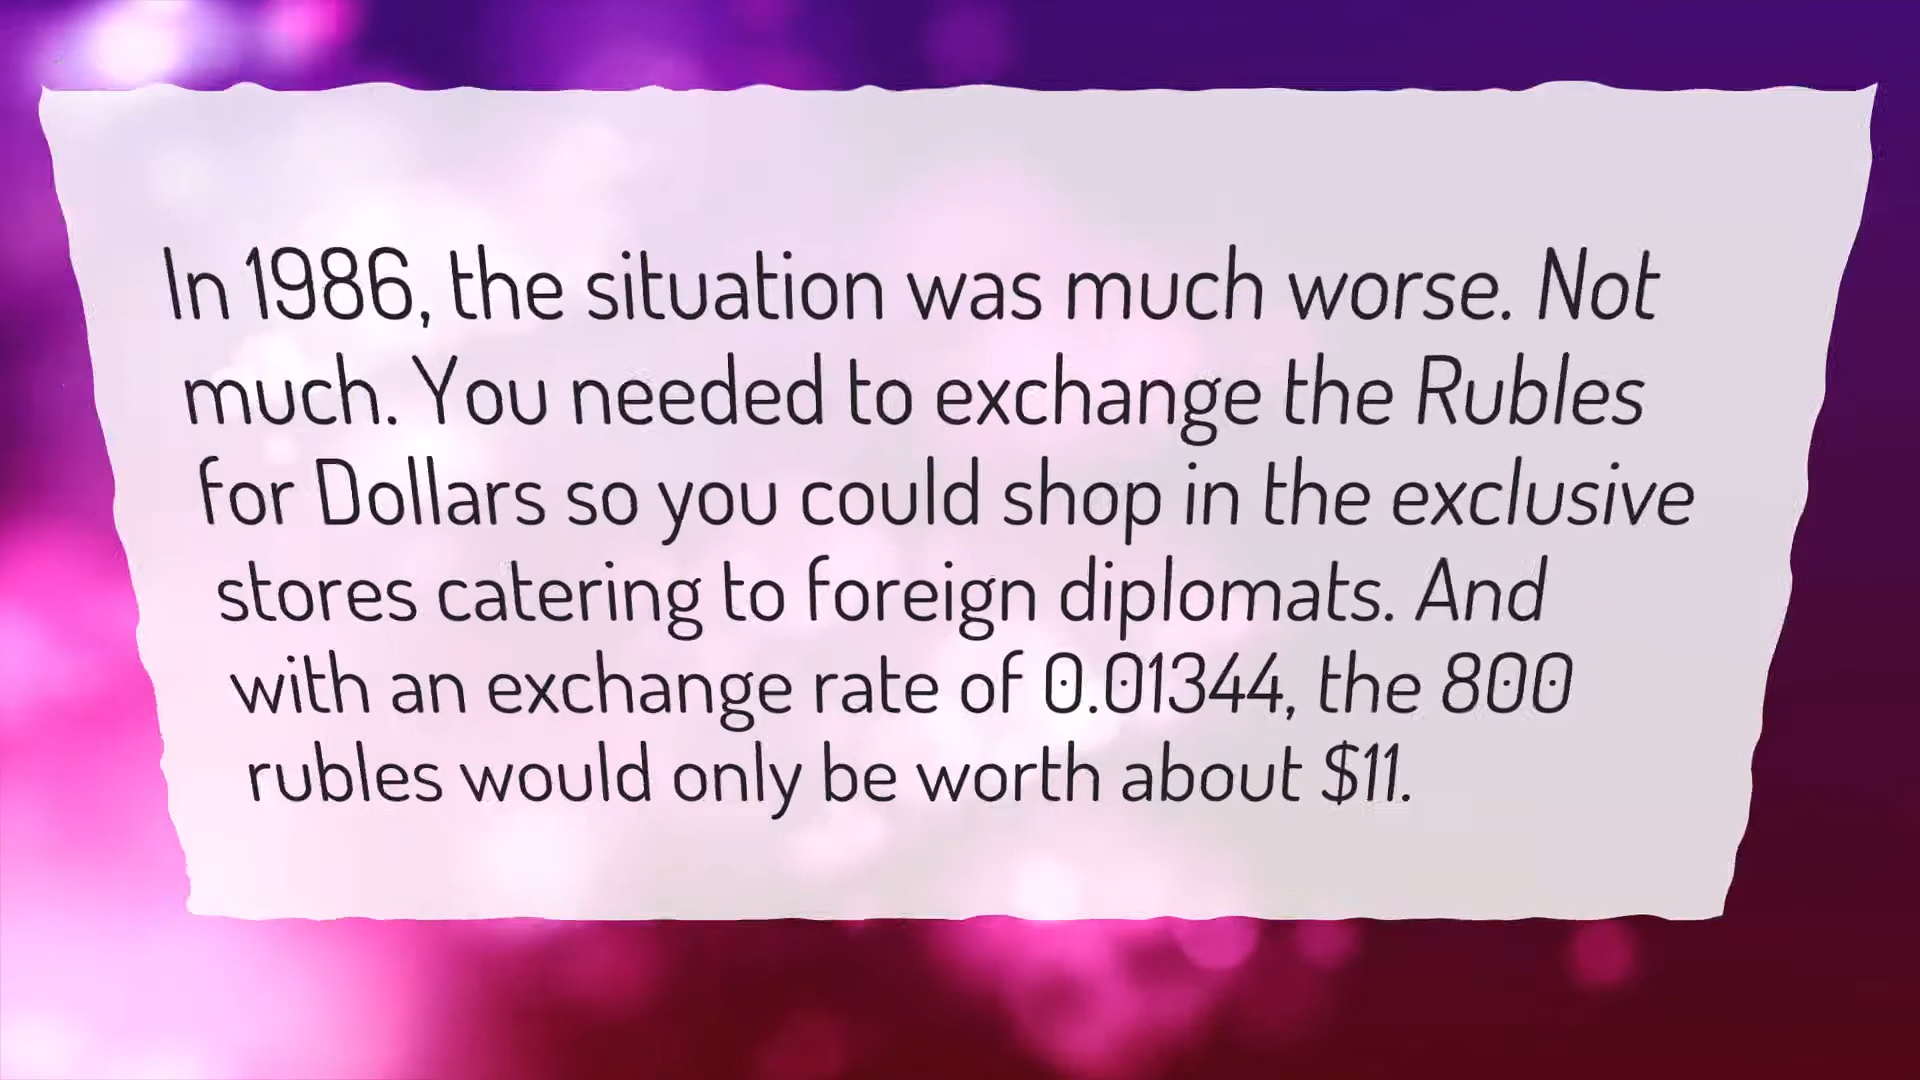 In 1986, the situation was much worse. Not
much. You needed to exchange the Rubles
for Dollars so you could shop in the exclusive
stores catering to foreign diplomats. And
with an exchange rate of 0.01344, the 800
rubles would only be worth about $11.